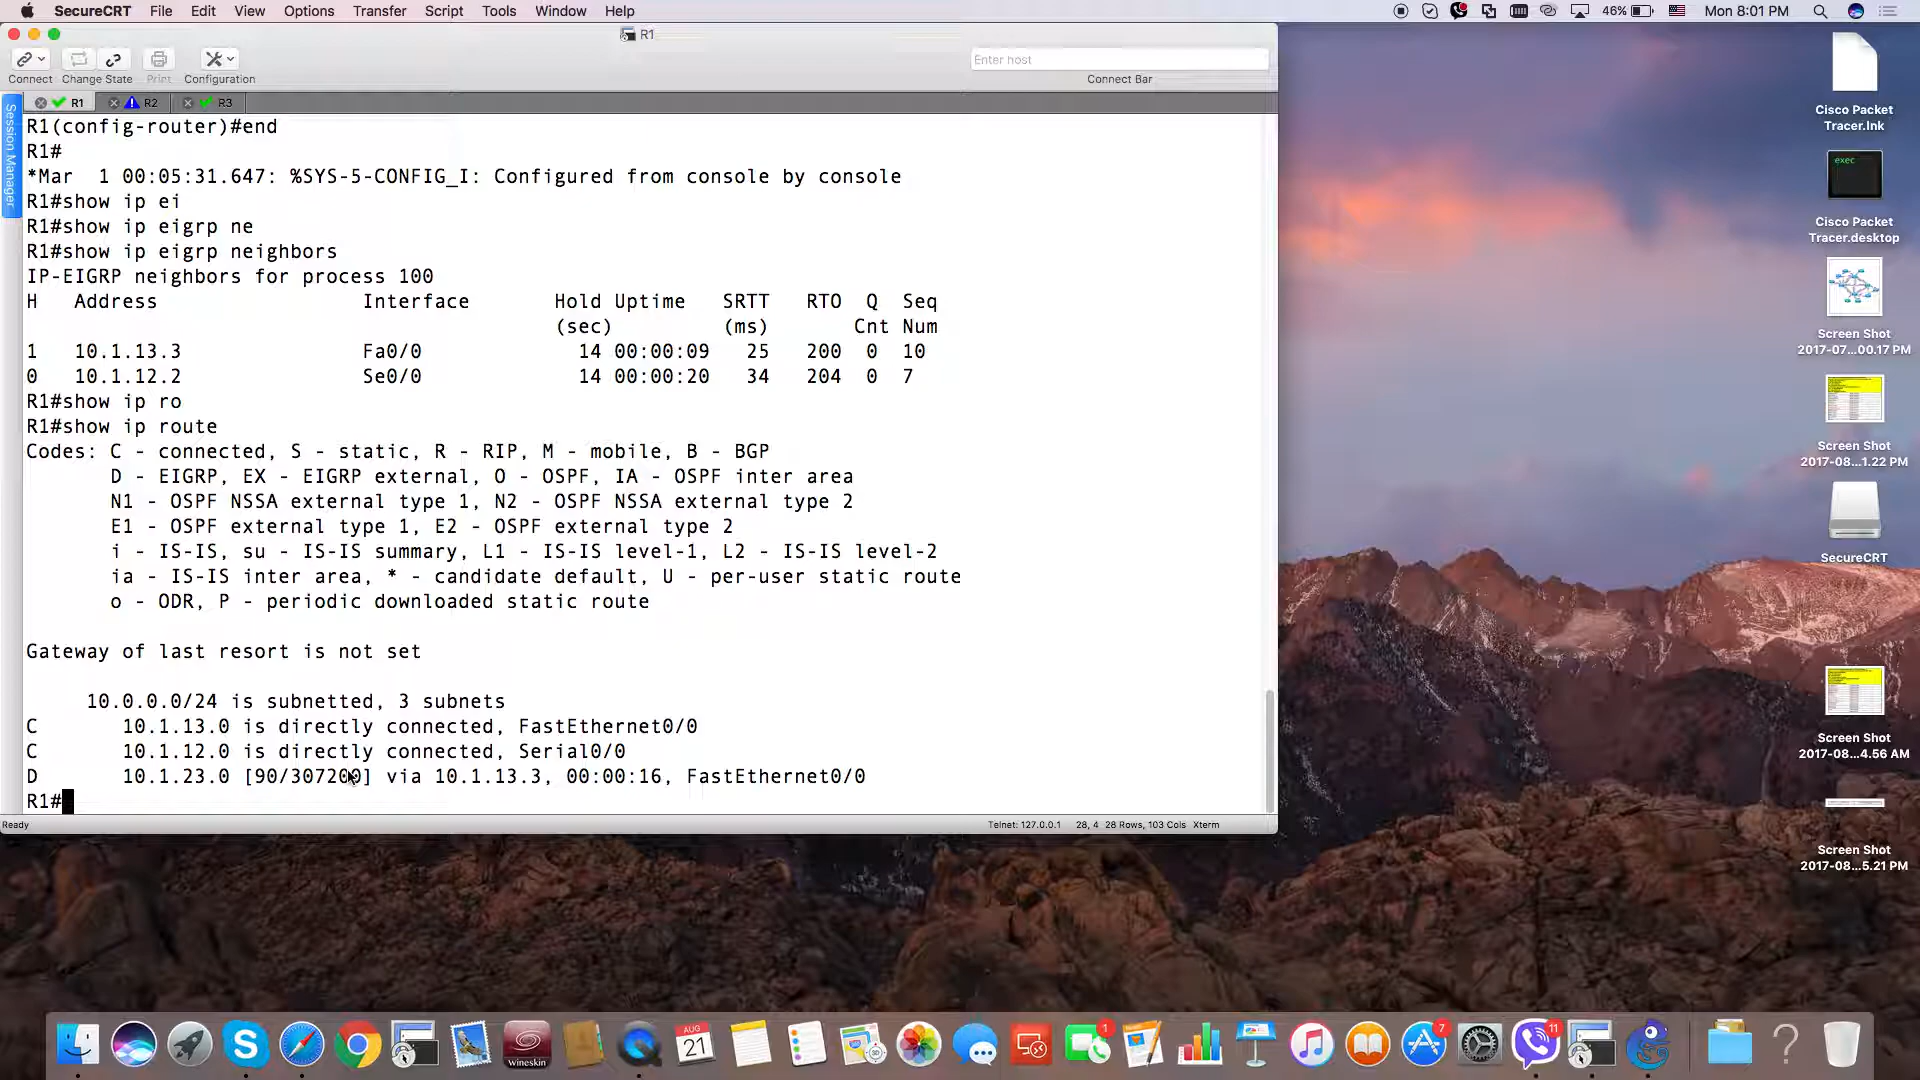 SecureCRT File Edit View Options Transfer Script Tools Window Help
46% Mon 8:01 PM
R1
Enter host
Connect Change State Print Configuration
Connect Bar
R1 R2 R3
Session Manager
R1(config-router)#end
R1#
*Mar  1 00:05:31.647: %SYS-5-CONFIG_I: Configured from console by console
R1#show ip ei
R1#show ip eigrp ne
R1#show ip eigrp neighbors
IP-EIGRP neighbors for process 100
H   Address                 Interface       Hold Uptime   SRTT   RTO  Q  Seq
(sec)         (ms)       Cnt Num
1   10.1.13.3               Fa0/0             14 00:00:09   25   200  0  10
0   10.1.12.2               Se0/0             14 00:00:20   34   204  0  7
R1#show ip ro
R1#show ip route
Codes: C - connected, S - static, R - RIP, M - mobile, B - BGP
D - EIGRP, EX - EIGRP external, O - OSPF, IA - OSPF inter area
N1 - OSPF NSSA external type 1, N2 - OSPF NSSA external type 2
E1 - OSPF external type 1, E2 - OSPF external type 2
i - IS-IS, su - IS-IS summary, L1 - IS-IS level-1, L2 - IS-IS level-2
ia - IS-IS inter area, * - candidate default, U - per-user static route
o - ODR, P - periodic downloaded static route
Gateway of last resort is not set
10.0.0.0/24 is subnetted, 3 subnets
C       10.1.13.0 is directly connected, FastEthernet0/0
C       10.1.12.0 is directly connected, Serial0/0
D       10.1.23.0 [90/307200] via 10.1.13.3, 00:00:16, FastEthernet0/0
R1#
Ready
Telnet: 127.0.0.1 28, 4 28 Rows, 103 Cols Xterm
Cisco Packet
Tracer.lnk
exec
Cisco Packet
Tracer.desktop
Screen Shot
2017-07...00.17 PM
Screen Shot
2017-08...1.22 PM
SecureCRT
Screen Shot
2017-08...4.56 AM
Screen Shot
2017-08...5.21 PM
wineskin
AUG
21
3D
1
7
11